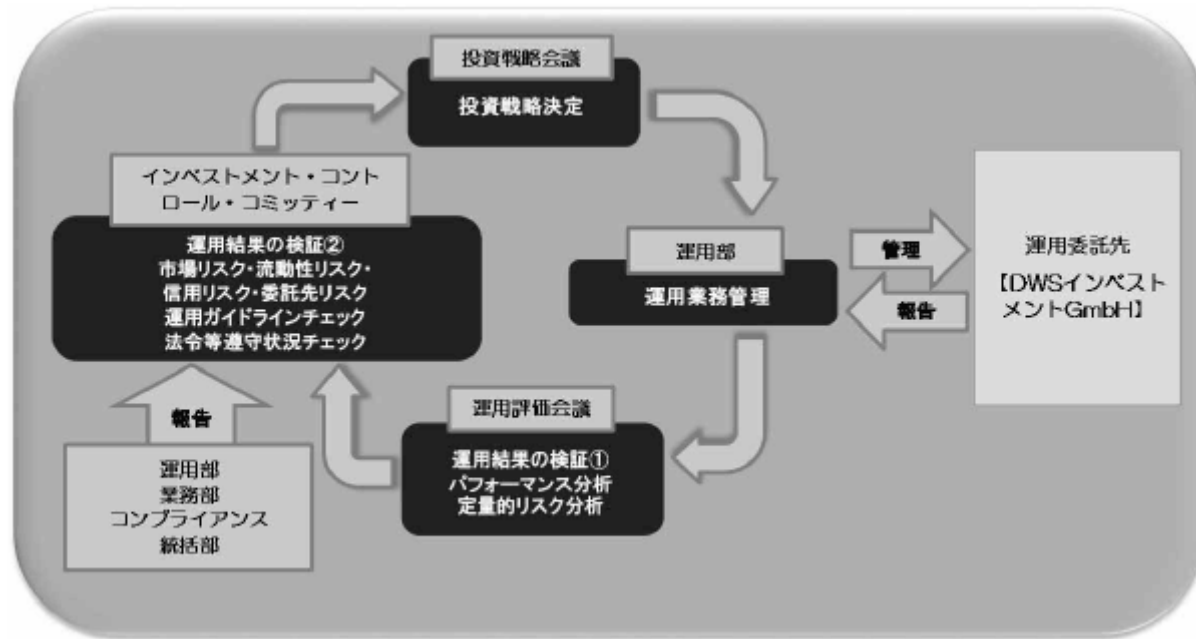 投資戦略会議
投資戦略決定
インベストメント・コント
ロール・コミッティー
運用結果の検証②
市場リスク・流動性リスク・
信用リスク・委託先リスク
運用ガイドラインチェック
法令等遵守状況チェック
運用部
運用業務管理
管理
報告
運用委託先
【DWSインベスト
メントGmbH】
運用評価会議
運用結果の検証①
パフォーマンス分析
定量的リスク分析
報告
運用部
業務部
コンプライアンス
統括部